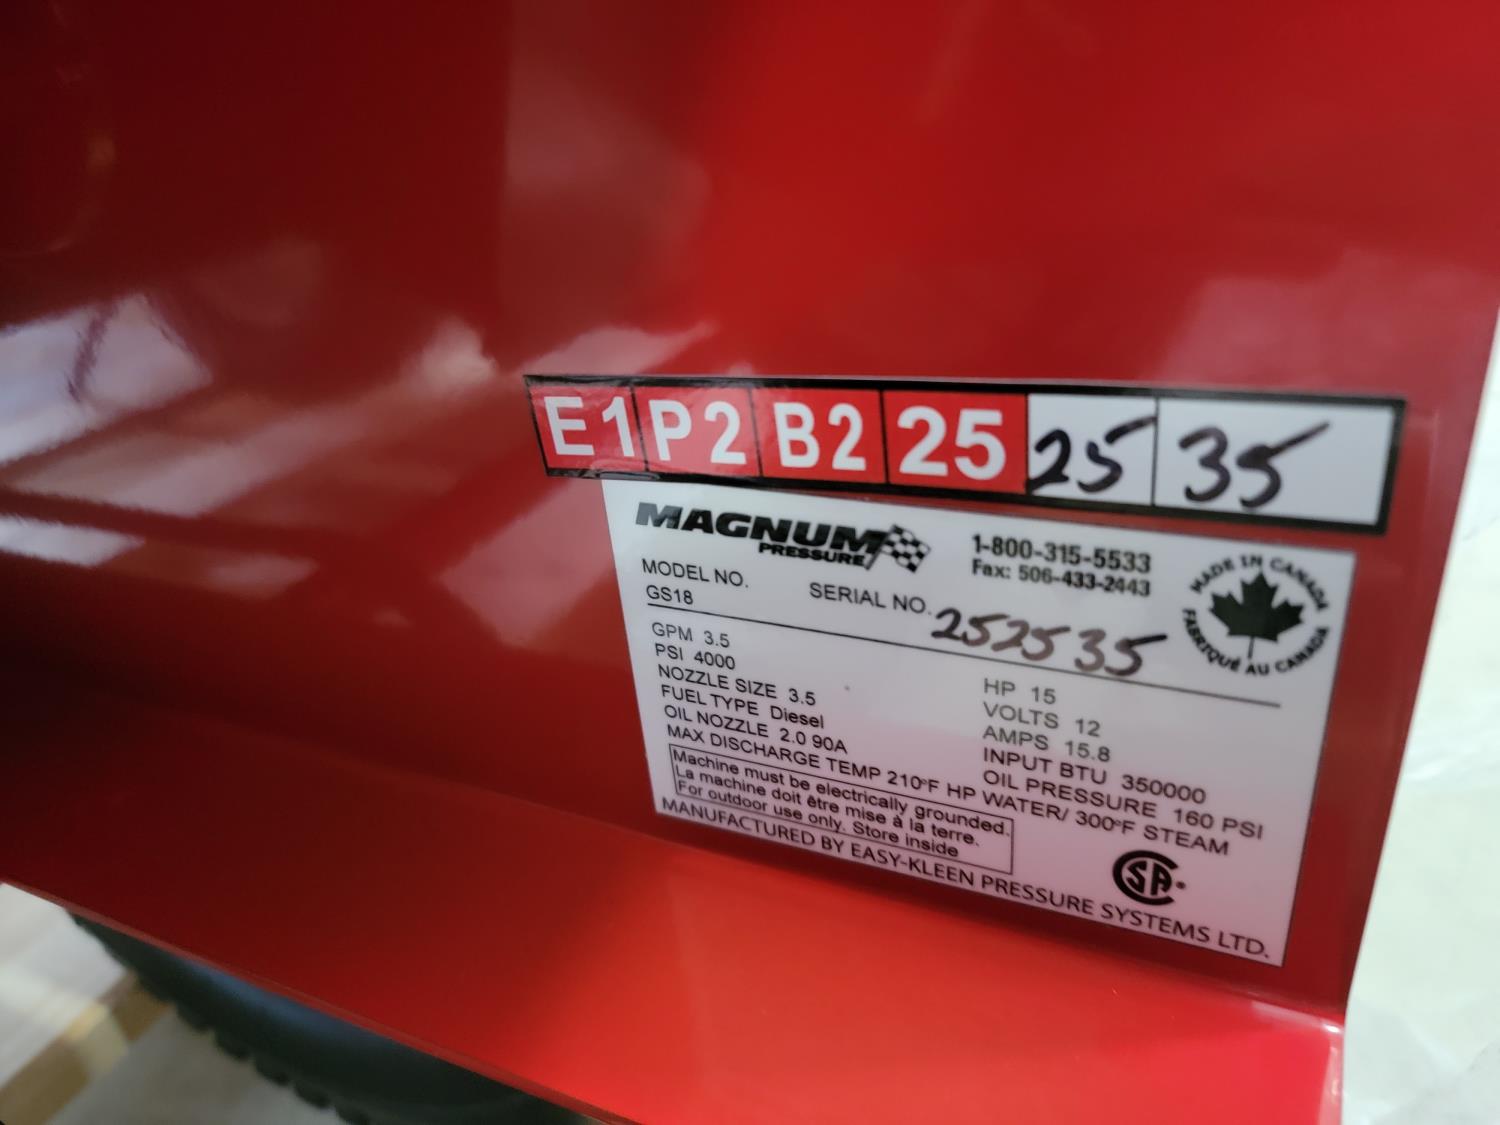 E1 P2 B2 25 25 35
MAGNUM
PRESSURE
1-800-315-5533
Fax: 506-433-2443
MADE IN CANADA
FABRIQUÉ AU CANADA
MODEL NO.
GS18
SERIAL NO. 252535
GPM 3.5
PSI 4000
NOZZLE SIZE 3.5
FUEL TYPE Diesel
OIL NOZZLE 2.0 90A
HP 15
VOLTS 12
AMPS 15.8
INPUT BTU 350000
OIL PRESSURE 160 PSI
MAX DISCHARGE TEMP 210°F HP WATER/ 300°F STEAM
Machine must be electrically grounded.
La machine doit être mise à la terre.
For outdoor use only. Store inside
CSA
MANUFACTURED BY EASY-KLEEN PRESSURE SYSTEMS LTD.